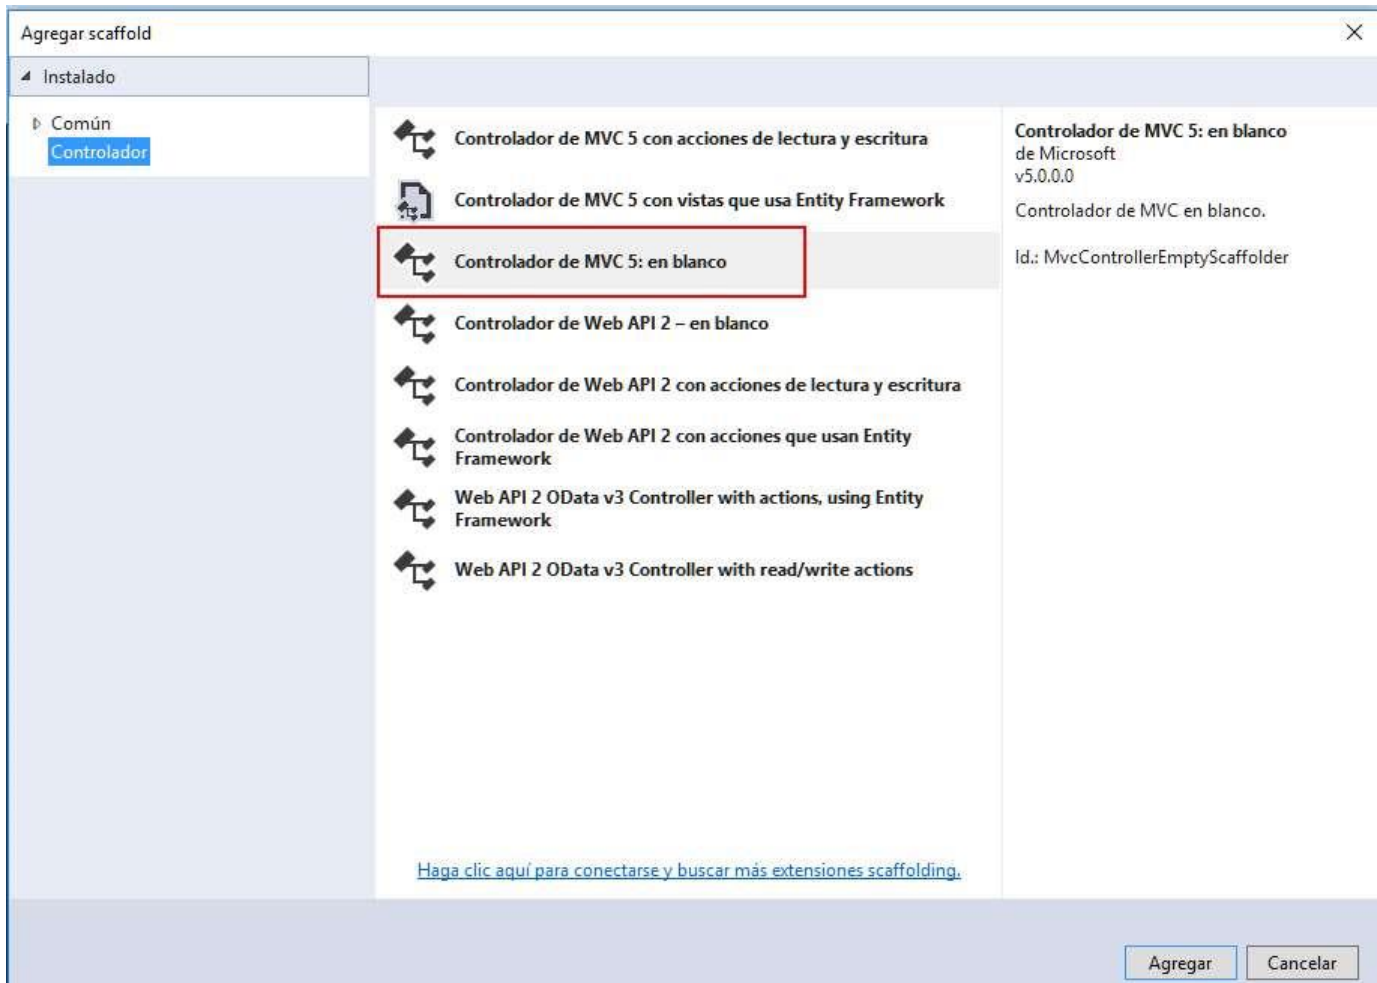 Agregar scaffold
Instalado
Común
Controlador
Controlador de MVC 5 con acciones de lectura y escritura
Controlador de MVC 5 con vistas que usa Entity Framework
Controlador de MVC 5: en blanco
Controlador de Web API 2 – en blanco
Controlador de Web API 2 con acciones de lectura y escritura
Controlador de Web API 2 con acciones que usan Entity
Framework
Web API 2 OData v3 Controller with actions, using Entity
Framework
Web API 2 OData v3 Controller with read/write actions
Haga clic aquí para conectarse y buscar más extensiones scaffolding.
Controlador de MVC 5: en blanco
de Microsoft
v5.0.0.0
Controlador de MVC en blanco.
Id.: MvcControllerEmptyScaffolder
Agregar
Cancelar